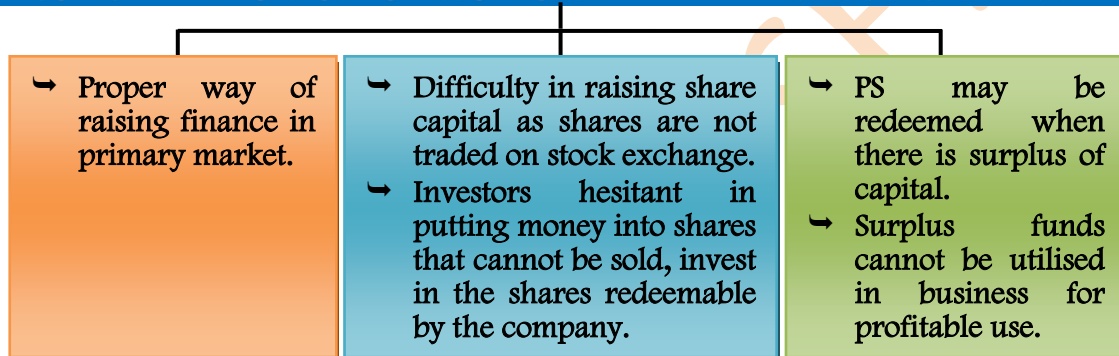 Proper way of
raising finance in
primary market.
Difficulty in raising share
capital as shares are not
traded on stock exchange.
Investors hesitant in
putting money into shares
that cannot be sold, invest
in the shares redeemable
by the company.
PS may be
redeemed when
there is surplus of
capital.
Surplus funds
cannot be utilised
in business for
profitable use.